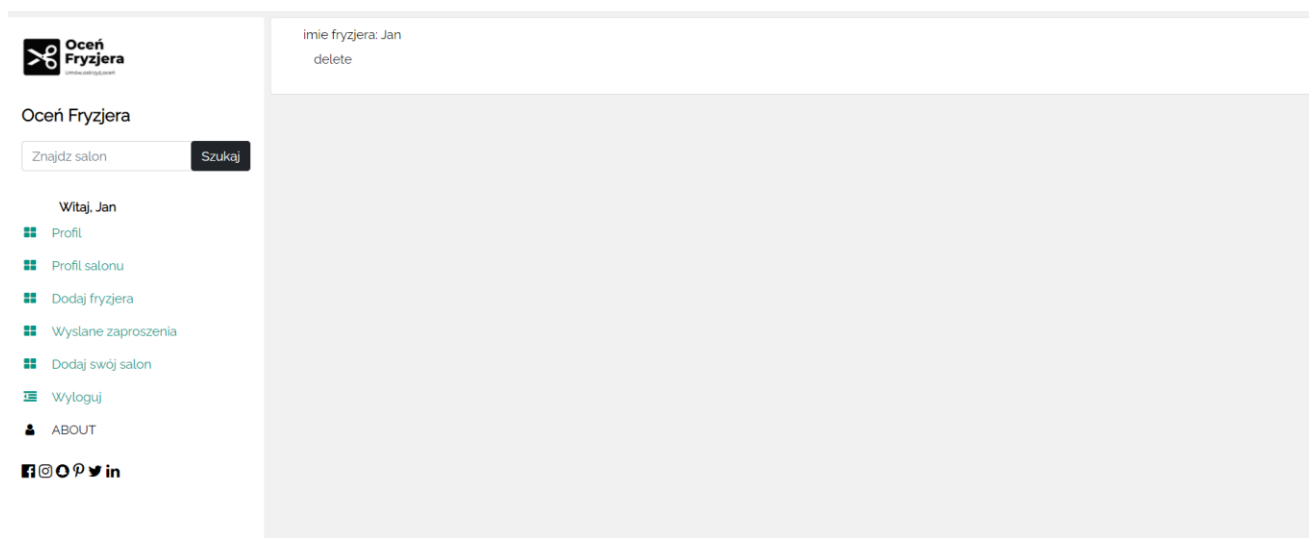 Oceń
Fryzjera
Oceń Fryzjera
Znajdz salon
Szukaj
Witaj, Jan
Profil
Profil salonu
Dodaj fryzjera
Wyslane zaproszenia
Dodaj swój salon
Wyloguj
ABOUT
imie fryzjera: Jan
delete